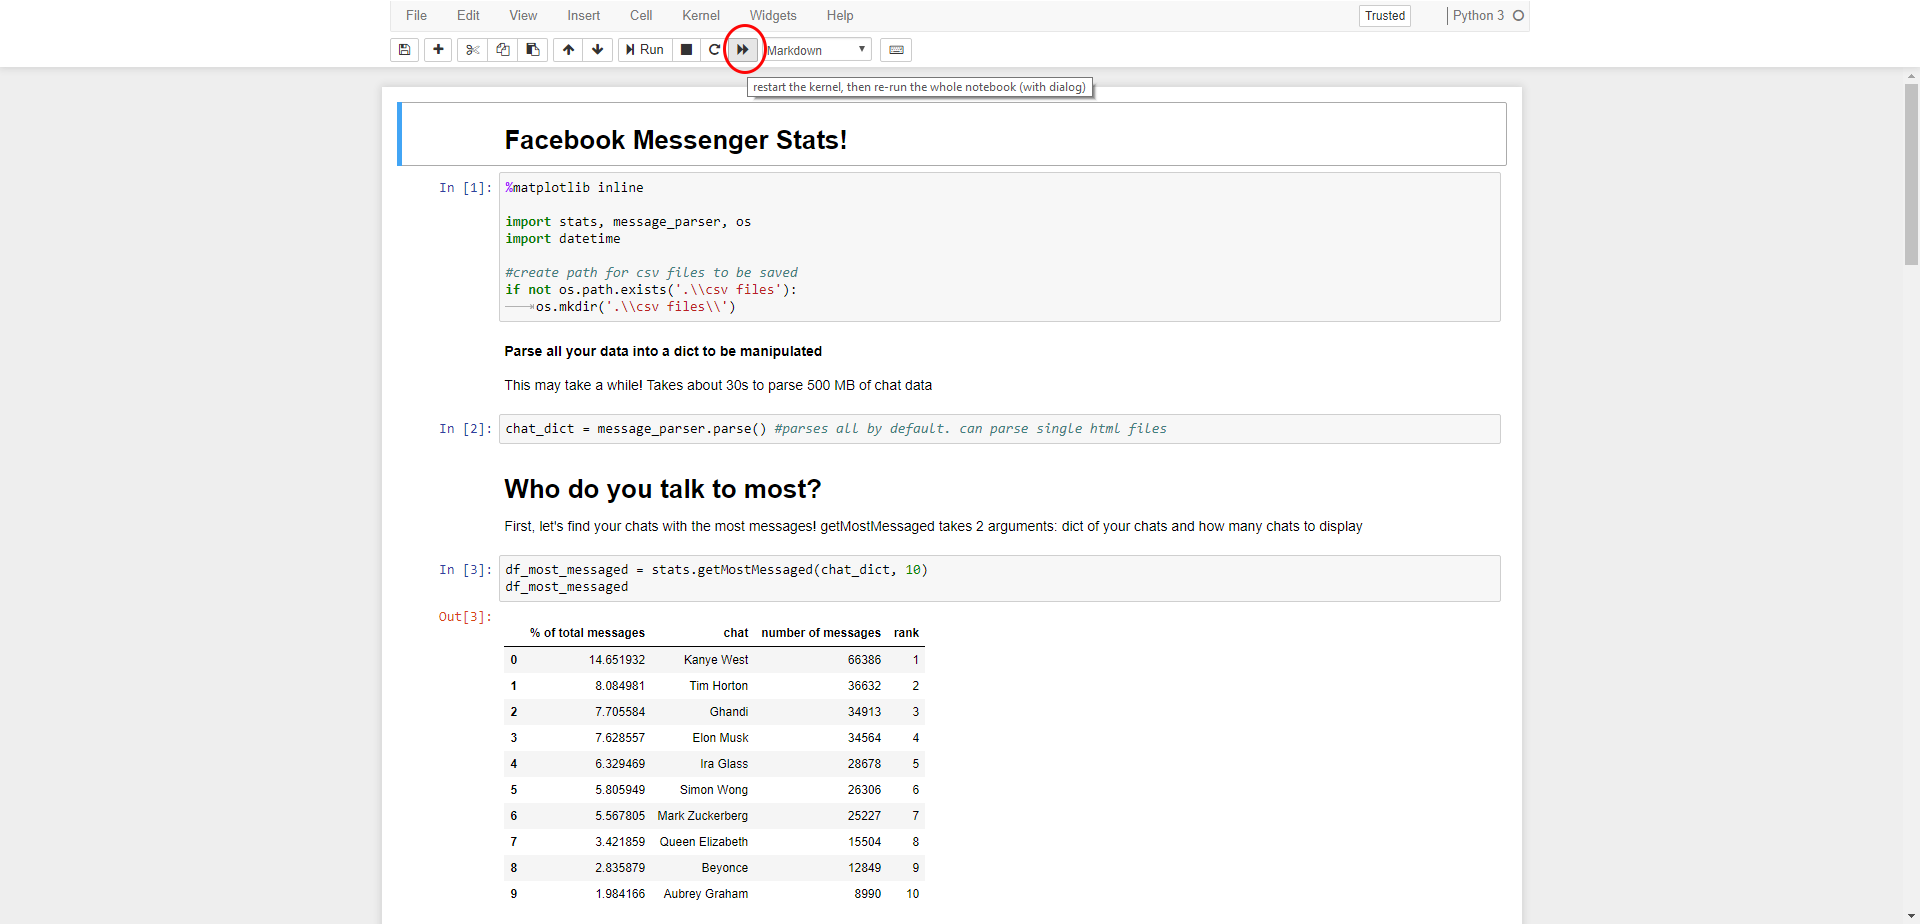 File Edit View Insert Cell Kernel Widgets Help Trusted Python 3
Run Markdown
restart the kernel, then re-run the whole notebook (with dialog)
Facebook Messenger Stats!
In [1]: %matplotlib inline
import stats, message_parser, os
import datetime
#create path for csv files to be saved
if not os.path.exists('.\\csv files'):
os.mkdir('.\\csv files\\')
Parse all your data into a dict to be manipulated
This may take a while! Takes about 30s to parse 500 MB of chat data
In [2]: chat_dict = message_parser.parse() #parses all by default. can parse single html files
Who do you talk to most?
First, let's find your chats with the most messages! getMostMessaged takes 2 arguments: dict of your chats and how many chats to display
In [3]: df_most_messaged = stats.getMostMessaged(chat_dict, 10)
df_most_messaged
Out[3]:
% of total messages chat number of messages rank
0 14.651932 Kanye West 66386 1
1 8.084981 Tim Horton 36632 2
2 7.705584 Ghandi 34913 3
3 7.628557 Elon Musk 34564 4
4 6.329469 Ira Glass 28678 5
5 5.805949 Simon Wong 26306 6
6 5.567805 Mark Zuckerberg 25227 7
7 3.421859 Queen Elizabeth 15504 8
8 2.835879 Beyonce 12849 9
9 1.984166 Aubrey Graham 8990 10